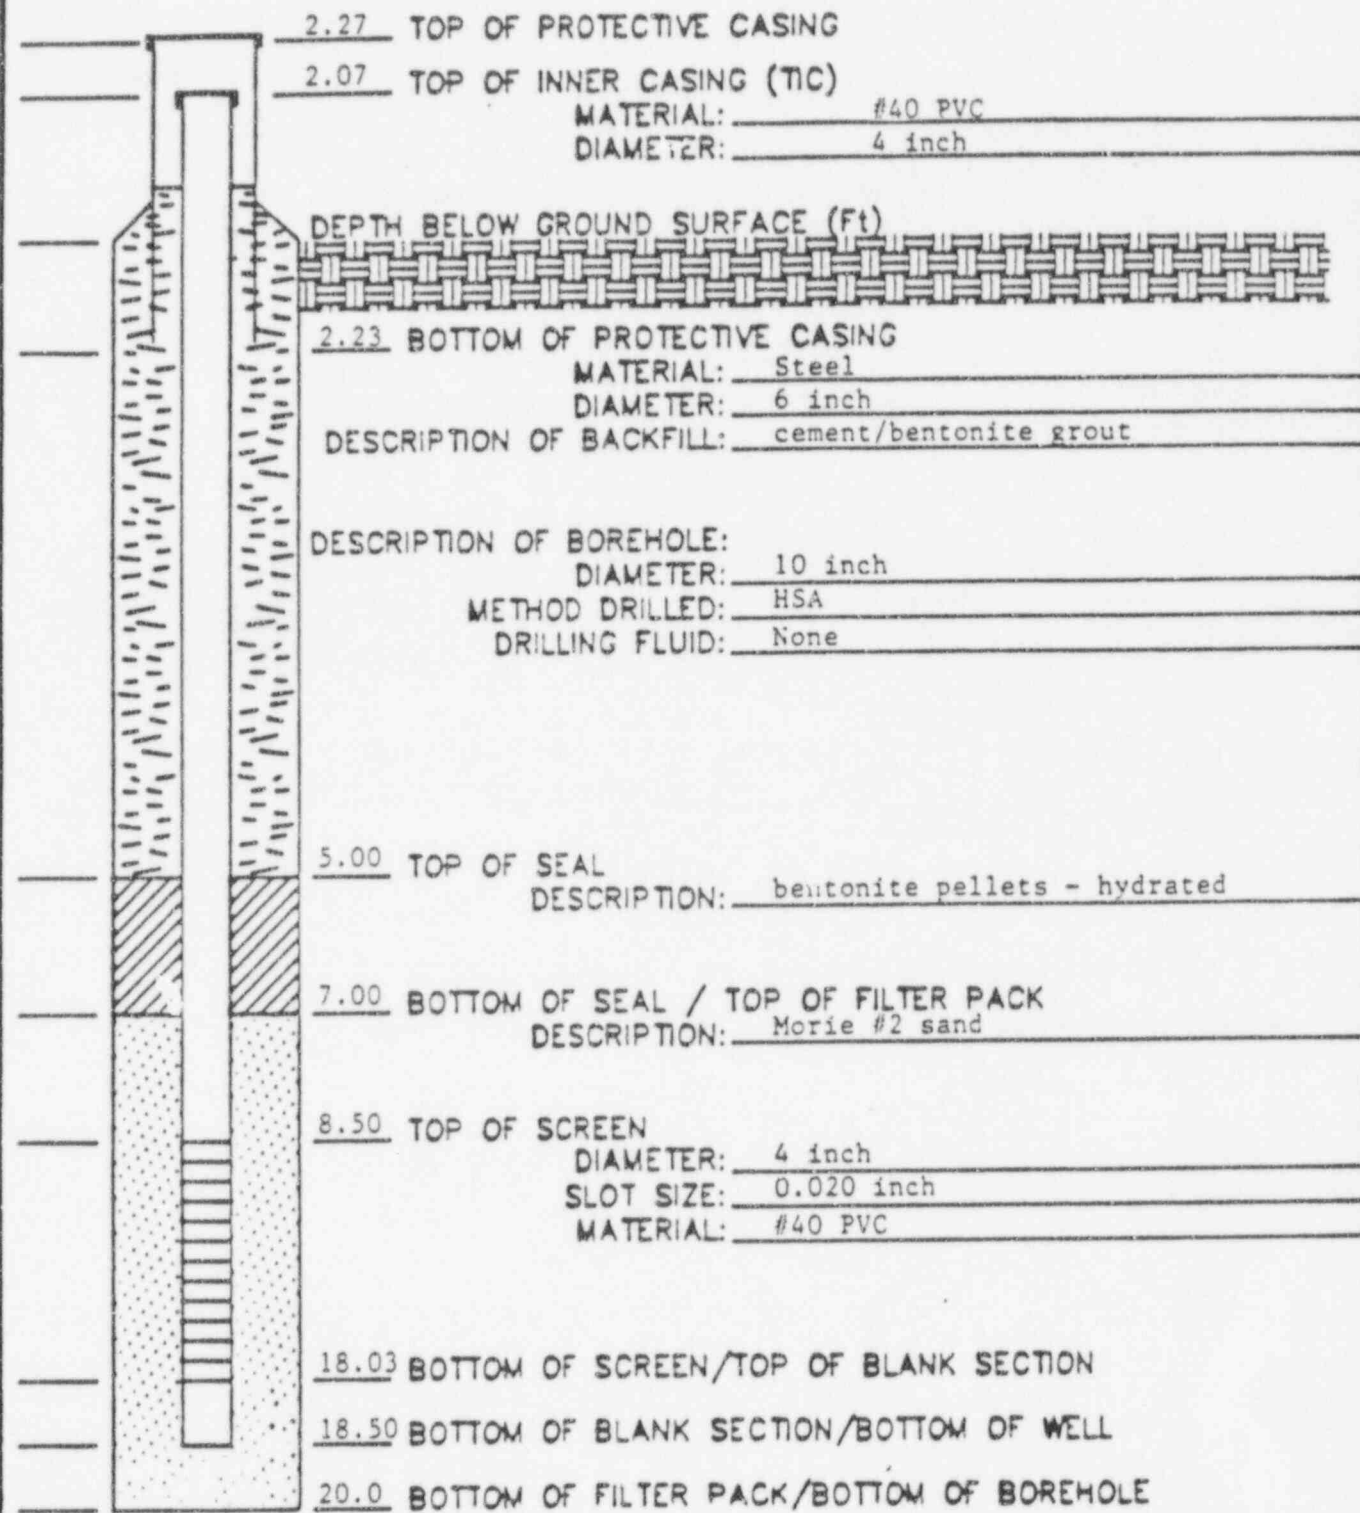 2.27 TOP OF PROTECTIVE CASING
2.07 TOP OF INNER CASING (TIC)
MATERIAL: #40 PVC
DIAMETER: 4 inch
DEPTH BELOW GROUND SURFACE (Ft)
2.23 BOTTOM OF PROTECTIVE CASING
MATERIAL: Steel
DIAMETER: 6 inch
DESCRIPTION OF BACKFILL: cement/bentonite grout
DESCRIPTION OF BOREHOLE:
DIAMETER: 10 inch
METHOD DRILLED: HSA
DRILLING FLUID: None
5.00 TOP OF SEAL
DESCRIPTION: bentonite pellets - hydrated
7.00 BOTTOM OF SEAL / TOP OF FILTER PACK
DESCRIPTION: Morie #2 sand
8.50 TOP OF SCREEN
DIAMETER: 4 inch
SLOT SIZE: 0.020 inch
MATERIAL: #40 PVC
18.03 BOTTOM OF SCREEN/TOP OF BLANK SECTION
18.50 BOTTOM OF BLANK SECTION/BOTTOM OF WELL
20.0 BOTTOM OF FILTER PACK/BOTTOM OF BOREHOLE